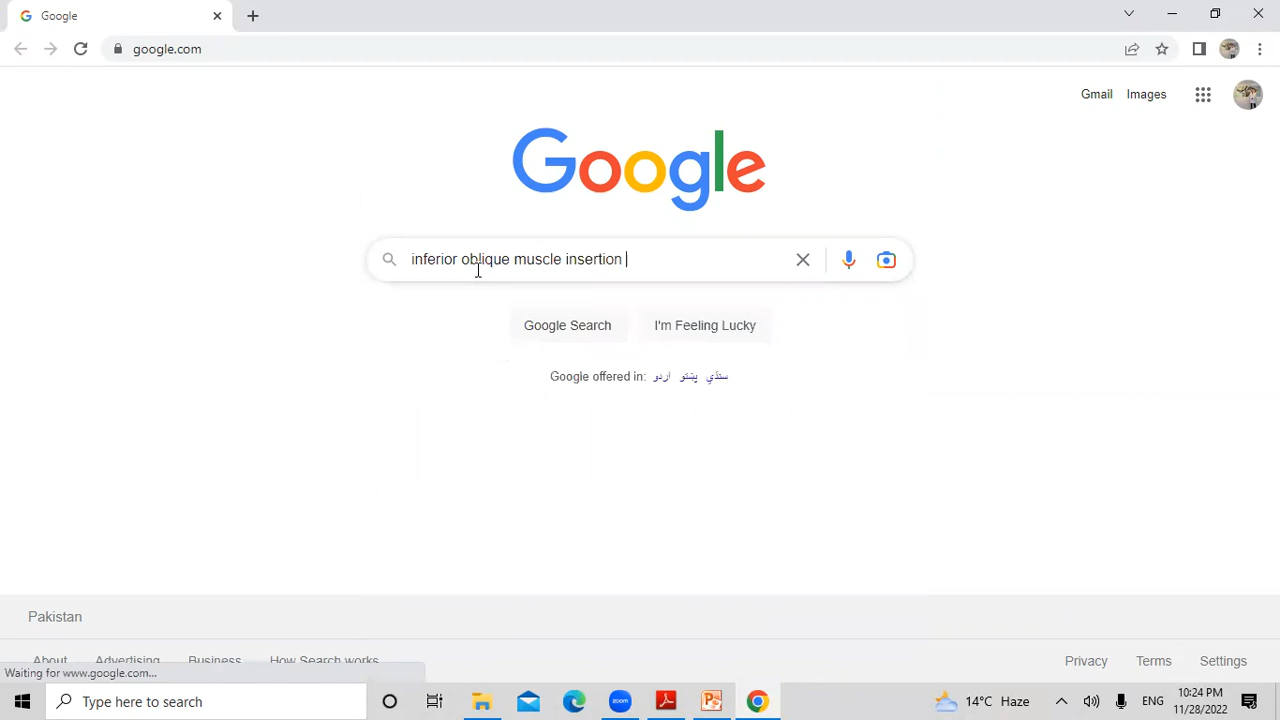 Google
google.com
Gmail Images
Google
inferior oblique muscle insertion
Google Search I'm Feeling Lucky
Google offered in: اردو پښتو سنڌي
Pakistan
About Advertising Business How Search works
Privacy Terms Settings
Waiting for www.google.com...
Type here to search
zoom
14°C Haze
ENG
10:24 PM
11/28/2022